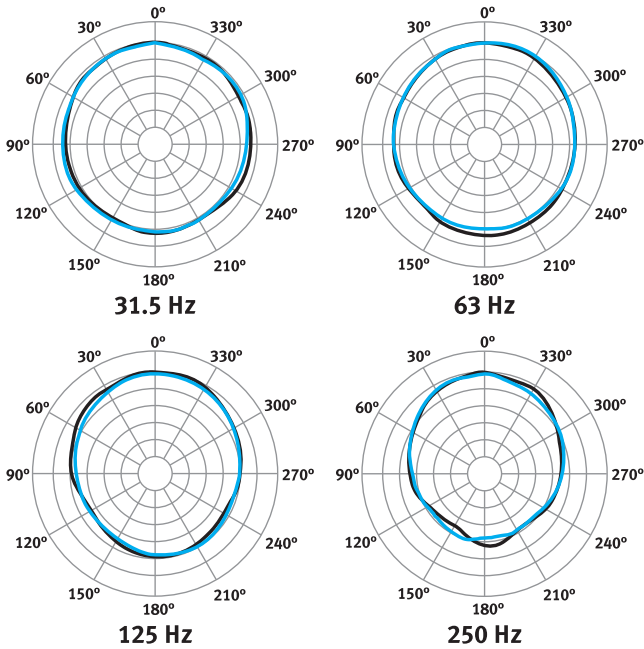 0º 0º
30º 330º 30º 330º
60º 300º 60º 300º
90º 270º 90º 270º
120º 240º 120º 240º
150º 210º 150º 210º
180º 180º
31.5 Hz 63 Hz
0º 0º
30º 330º 30º 330º
60º 300º 60º 300º
90º 270º 90º 270º
120º 240º 120º 240º
150º 210º 150º 210º
180º 180º
125 Hz 250 Hz